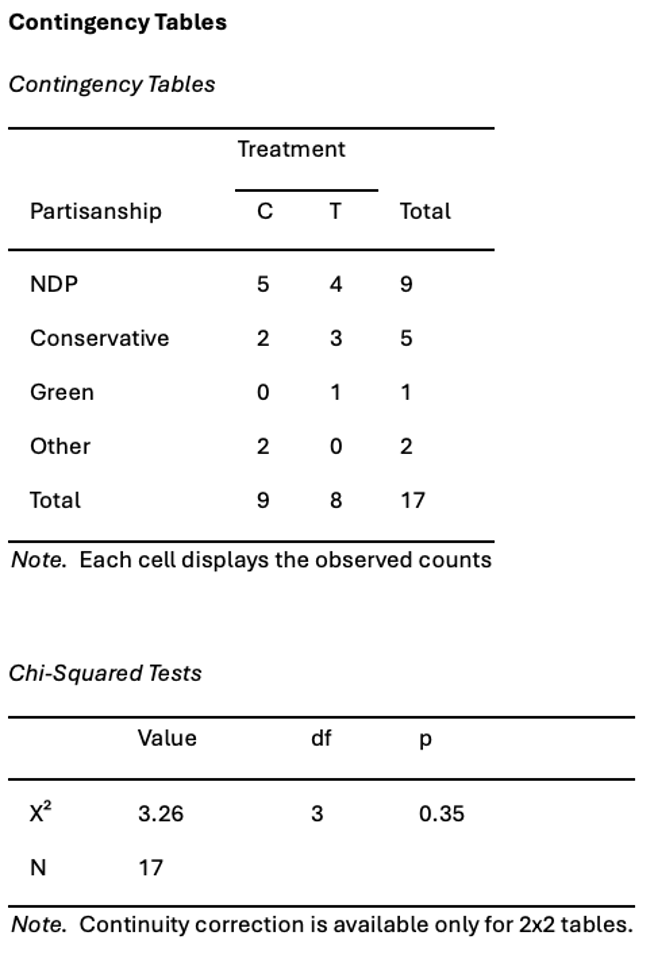 Contingency Tables
Contingency Tables
Treatment
Partisanship C T Total
NDP 5 4 9
Conservative 2 3 5
Green 0 1 1
Other 2 0 2
Total 9 8 17
Note. Each cell displays the observed counts
Chi-Squared Tests
Value df p
X² 3.26 3 0.35
N 17
Note. Continuity correction is available only for 2x2 tables.